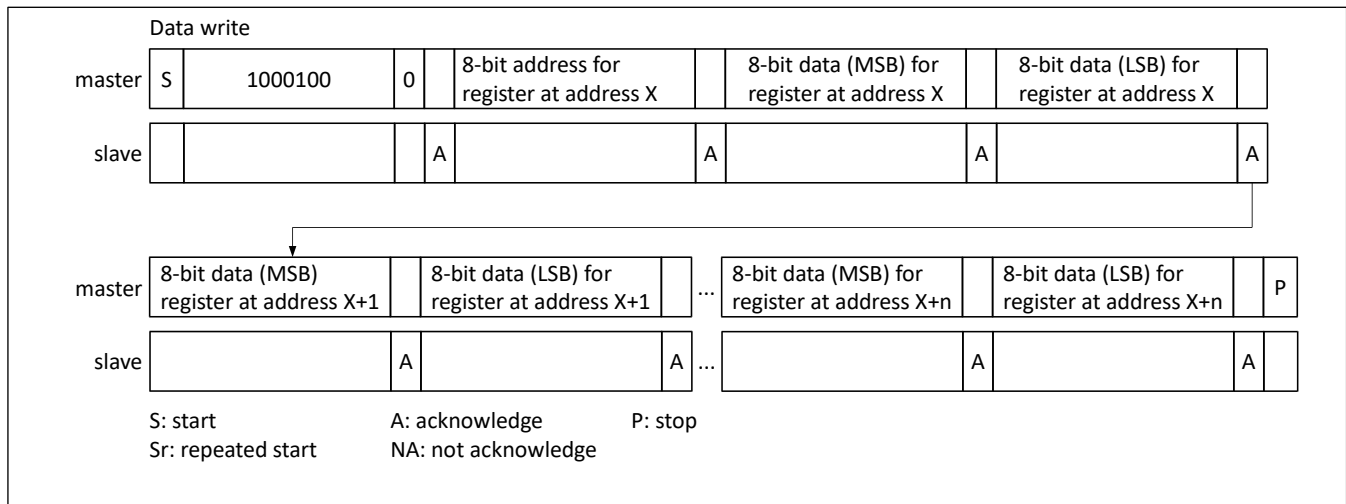 Data write
master S 1000100 0 8-bit address for register at address X 8-bit data (MSB) for register at address X 8-bit data (LSB) for register at address X
slave A A A A
master 8-bit data (MSB) register at address X+1 8-bit data (LSB) for register at address X+1 ... 8-bit data (MSB) for register at address X+n 8-bit data (LSB) for register at address X+n P
slave A A ... A A
S: start A: acknowledge P: stop
Sr: repeated start NA: not acknowledge